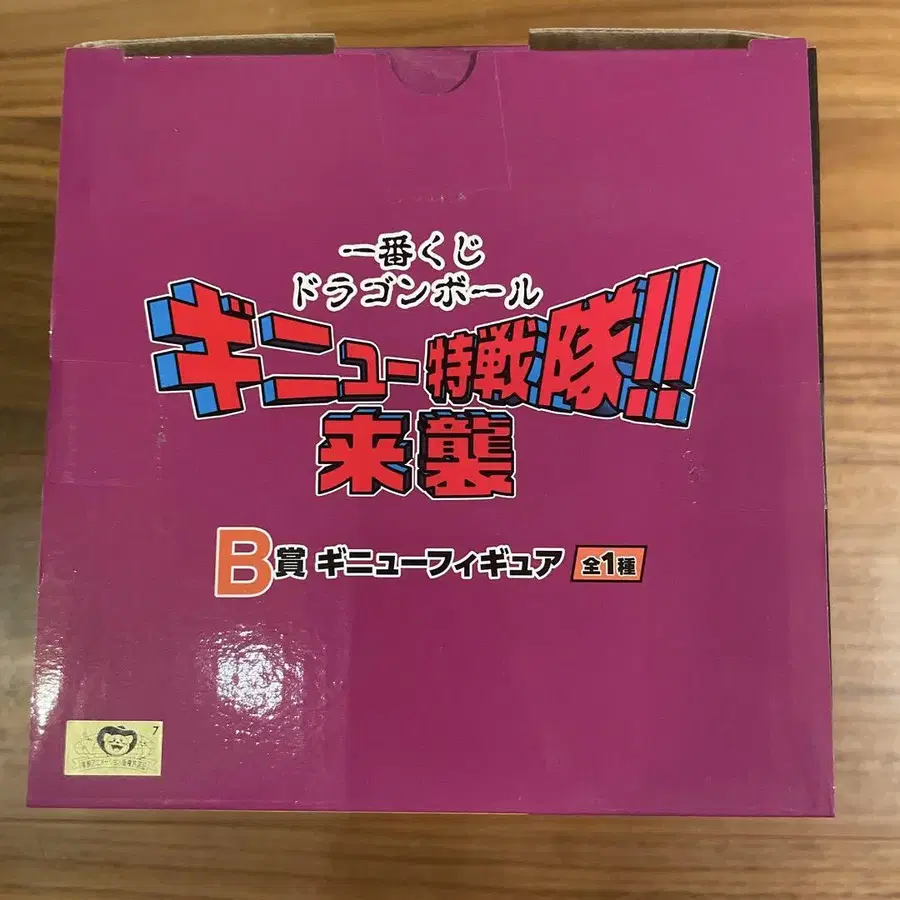 一番くじ
ドラゴンボール
ギニュー特戦隊!!
来襲
B賞 ギニューフィギュア 全1種
7